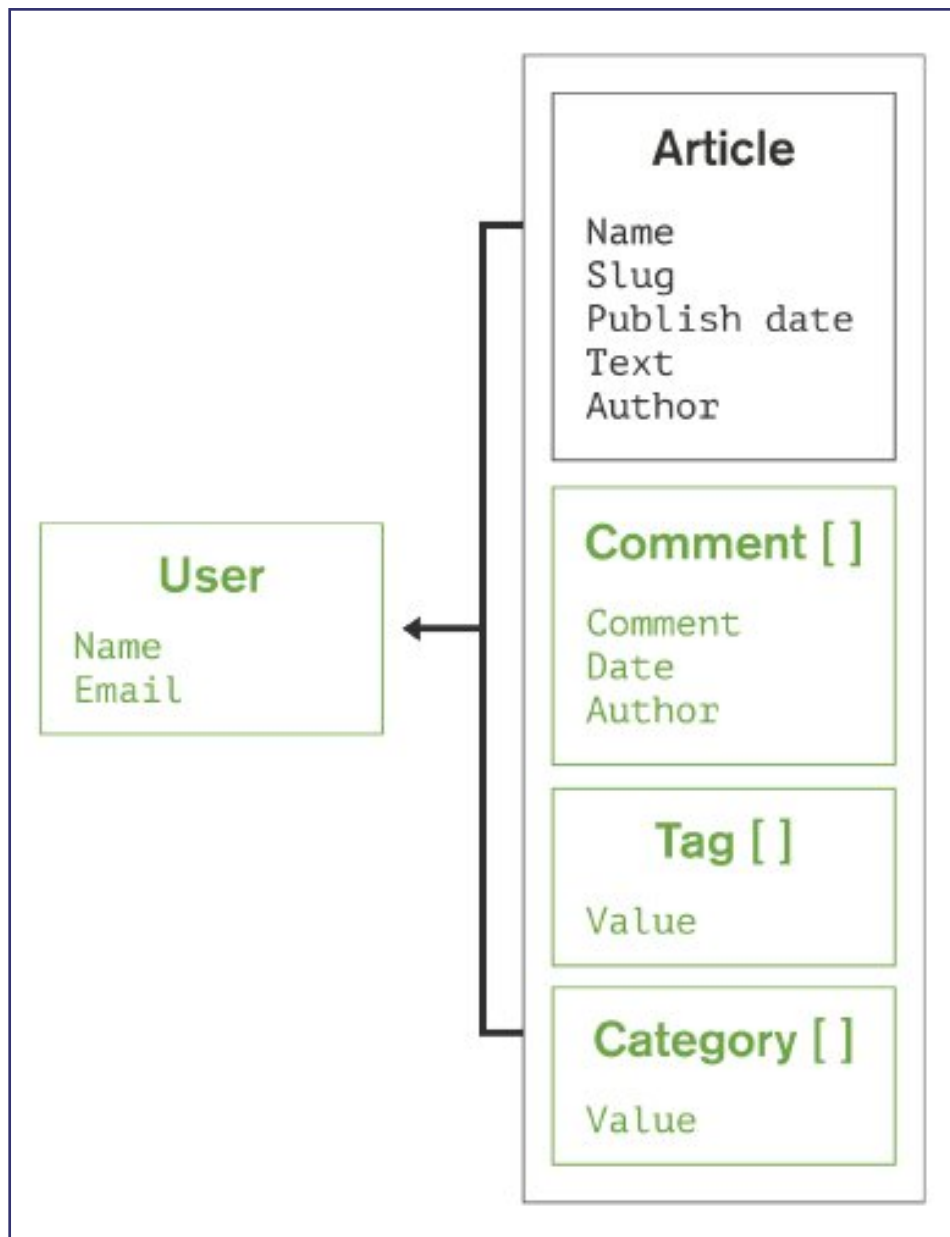 Article
Name
Slug
Publish date
Text
Author
User
Name
Email
Comment [ ]
Comment
Date
Author
Tag [ ]
Value
Category [ ]
Value